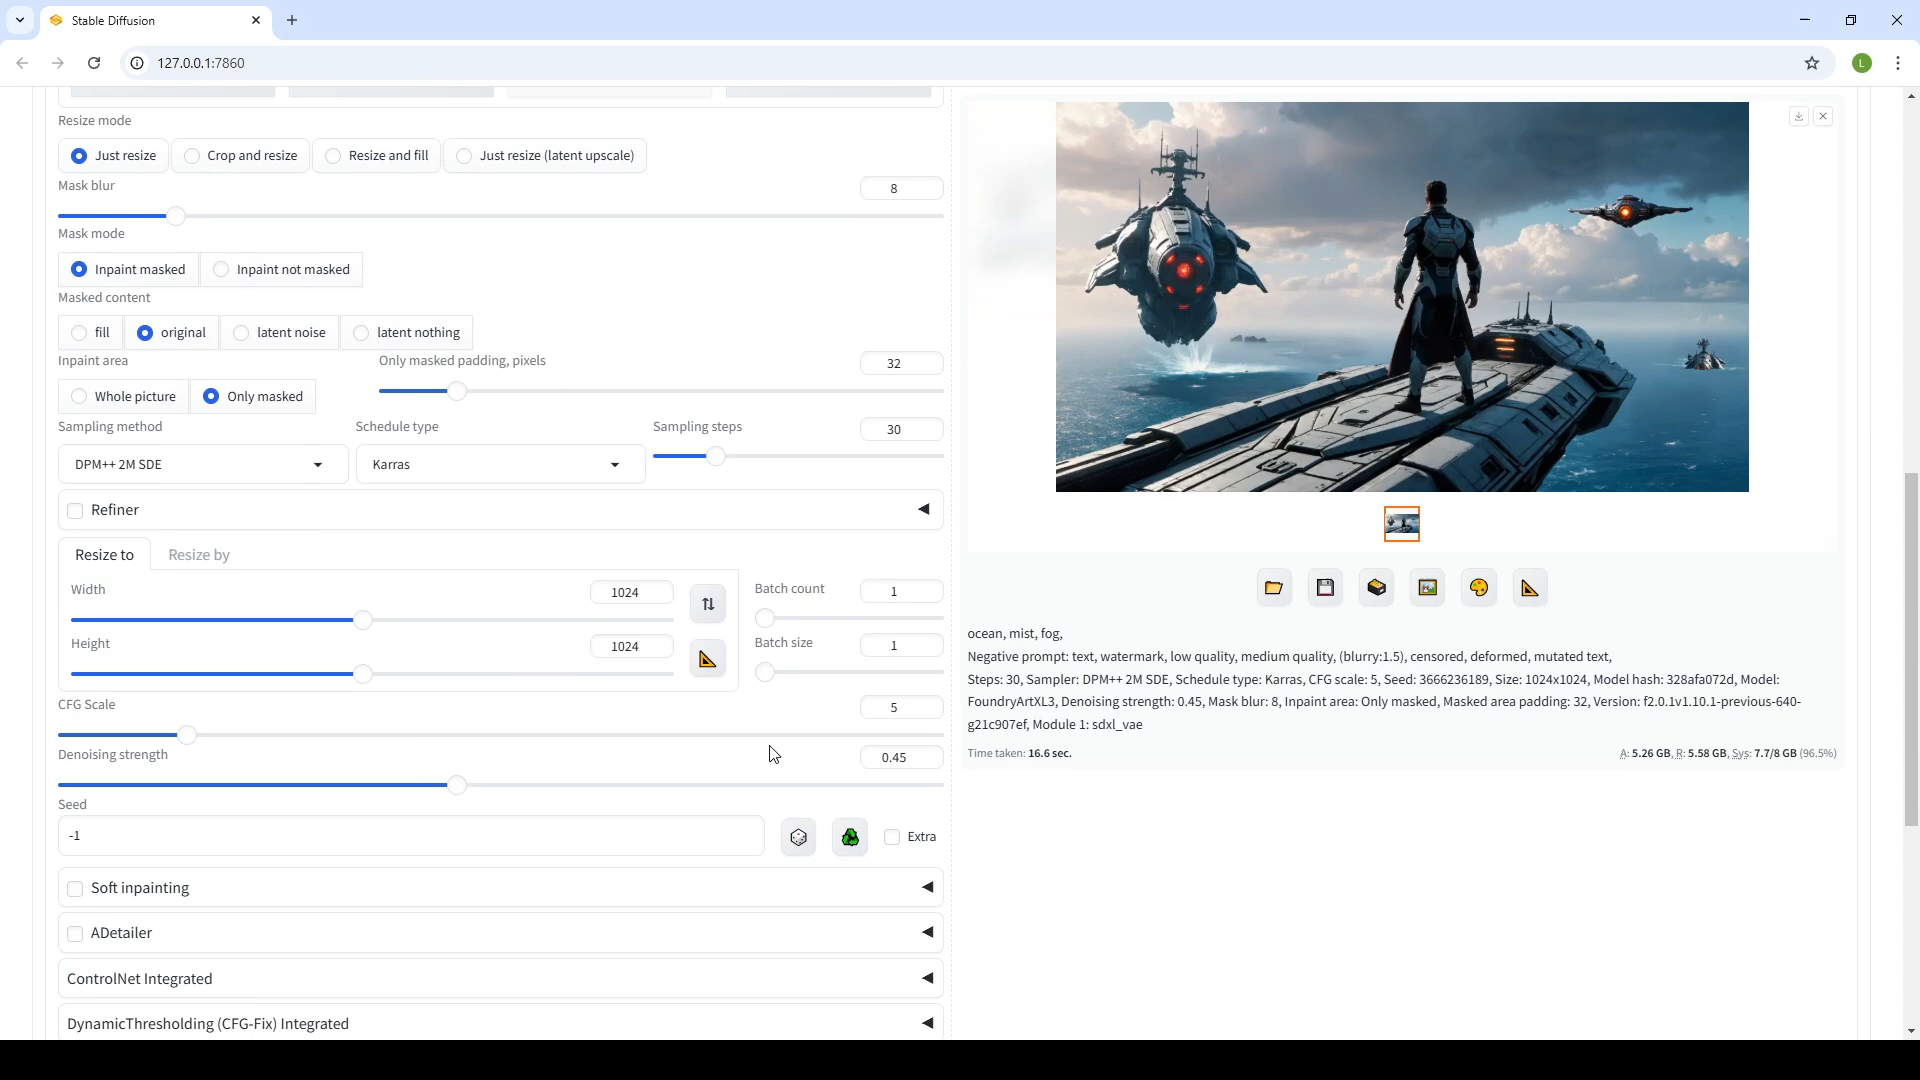 Stable Diffusion
127.0.0.1:7860
L
Resize mode
Just resize
Crop and resize
Resize and fill
Just resize (latent upscale)
Mask blur
8
Mask mode
Inpaint masked
Inpaint not masked
Masked content
fill
original
latent noise
latent nothing
Inpaint area
Only masked padding, pixels
32
Whole picture
Only masked
Sampling method
Schedule type
Sampling steps
30
DPM++ 2M SDE
Karras
Refiner
Resize to
Resize by
Width
1024
Batch count
1
Height
1024
Batch size
1
CFG Scale
5
Denoising strength
0.45
Seed
-1
Extra
Soft inpainting
ADetailer
ControlNet Integrated
DynamicThresholding (CFG-Fix) Integrated
ocean, mist, fog,
Negative prompt: text, watermark, low quality, medium quality, (blurry:1.5), censored, deformed, mutated text,
Steps: 30, Sampler: DPM++ 2M SDE, Schedule type: Karras, CFG scale: 5, Seed: 3666236189, Size: 1024x1024, Model hash: 328afa072d, Model:
FoundryArtXL3, Denoising strength: 0.45, Mask blur: 8, Inpaint area: Only masked, Masked area padding: 32, Version: f2.0.1v1.10.1-previous-640-
g21c907ef, Module 1: sdxl_vae
Time taken: 16.6 sec.
A: 5.26 GB, R: 5.58 GB, Sys: 7.7/8 GB (96.5%)